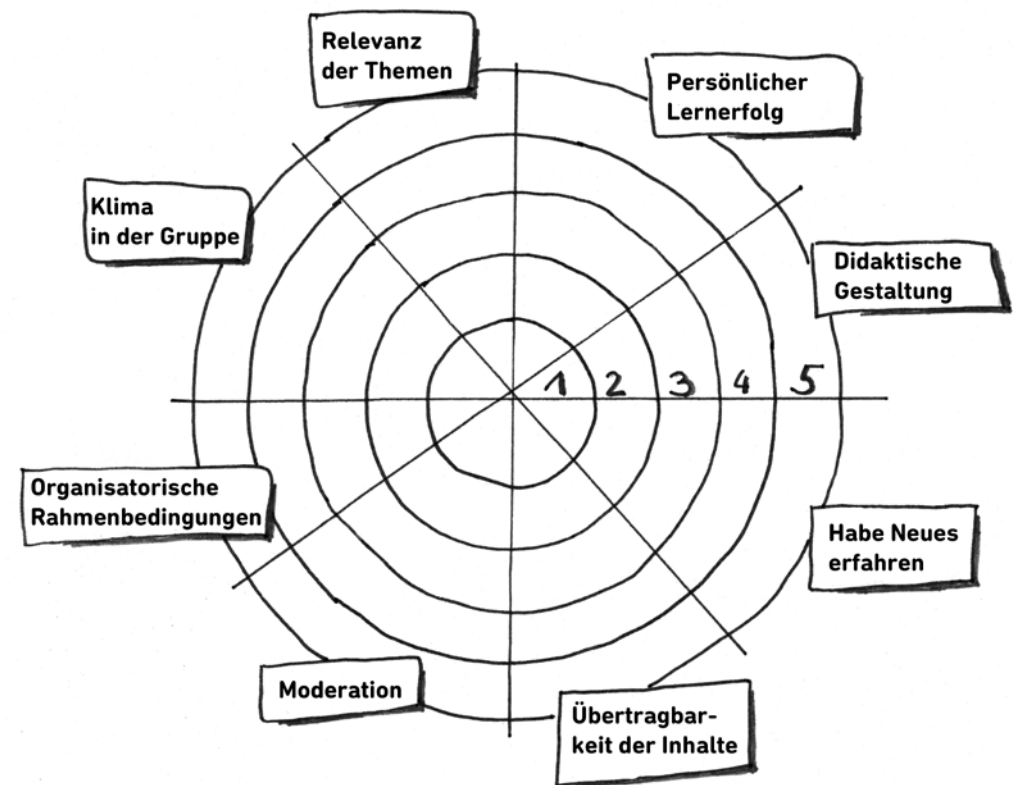 Relevanz
der Themen
Persönlicher
Lernerfolg
Klima
in der Gruppe
Didaktische
Gestaltung
1 2 3 4 5
Organisatorische
Rahmenbedingungen
Habe Neues
erfahren
Moderation
Übertragbar-
keit der Inhalte